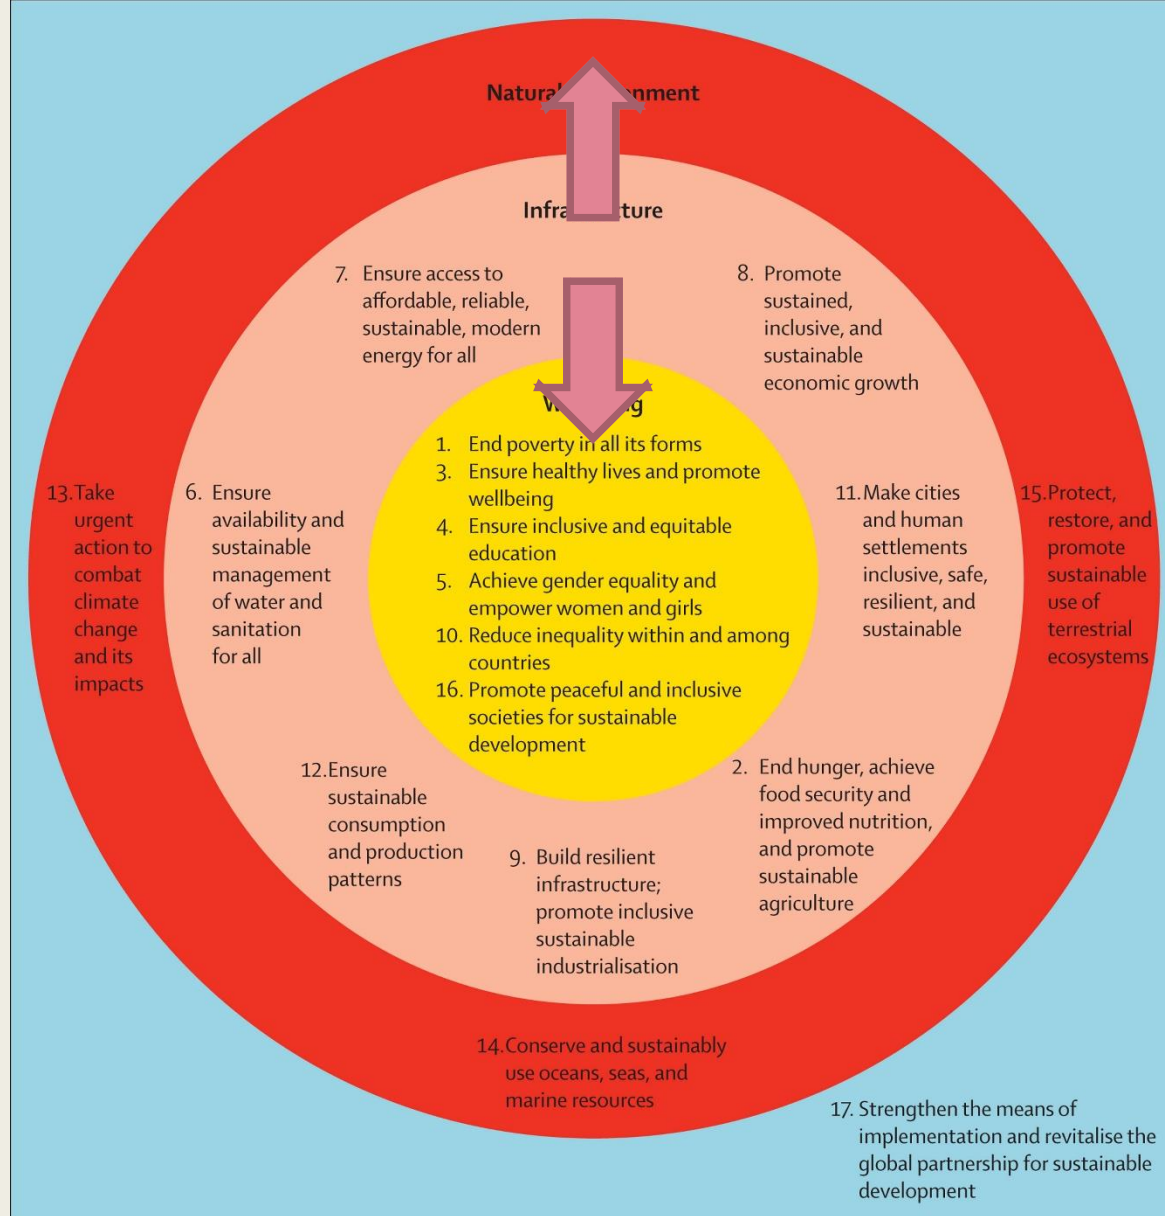 Natural
7. Ensure access to
affordable, reliable,
sustainable, modern
energy for all
8. Promote
sustained,
inclusive, and
sustainable
economic growth
1. End poverty in all its forms
3. Ensure healthy lives and promote
wellbeing
4. Ensure inclusive and equitable
education
5. Achieve gender equality and
empower women and girls
10. Reduce inequality within and among
countries
16. Promote peaceful and inclusive
societies for sustainable
development
13. Take
urgent
action to
combat
climate
change
and its
impacts
6. Ensure
availability and
sustainable
management
of water and
sanitation
for all
11. Make cities
and human
settlements
inclusive, safe,
resilient, and
sustainable
15. Protect,
restore, and
promote
sustainable
use of
terrestrial
ecosystems
12. Ensure
sustainable
consumption
and production
patterns
9. Build resilient
infrastructure;
promote inclusive
sustainable
industrialisation
2. End hunger, achieve
food security and
improved nutrition,
and promote
sustainable
agriculture
14. Conserve and sustainably
use oceans, seas, and
marine resources
17. Strengthen the means of
implementation and revitalise the
global partnership for sustainable
development